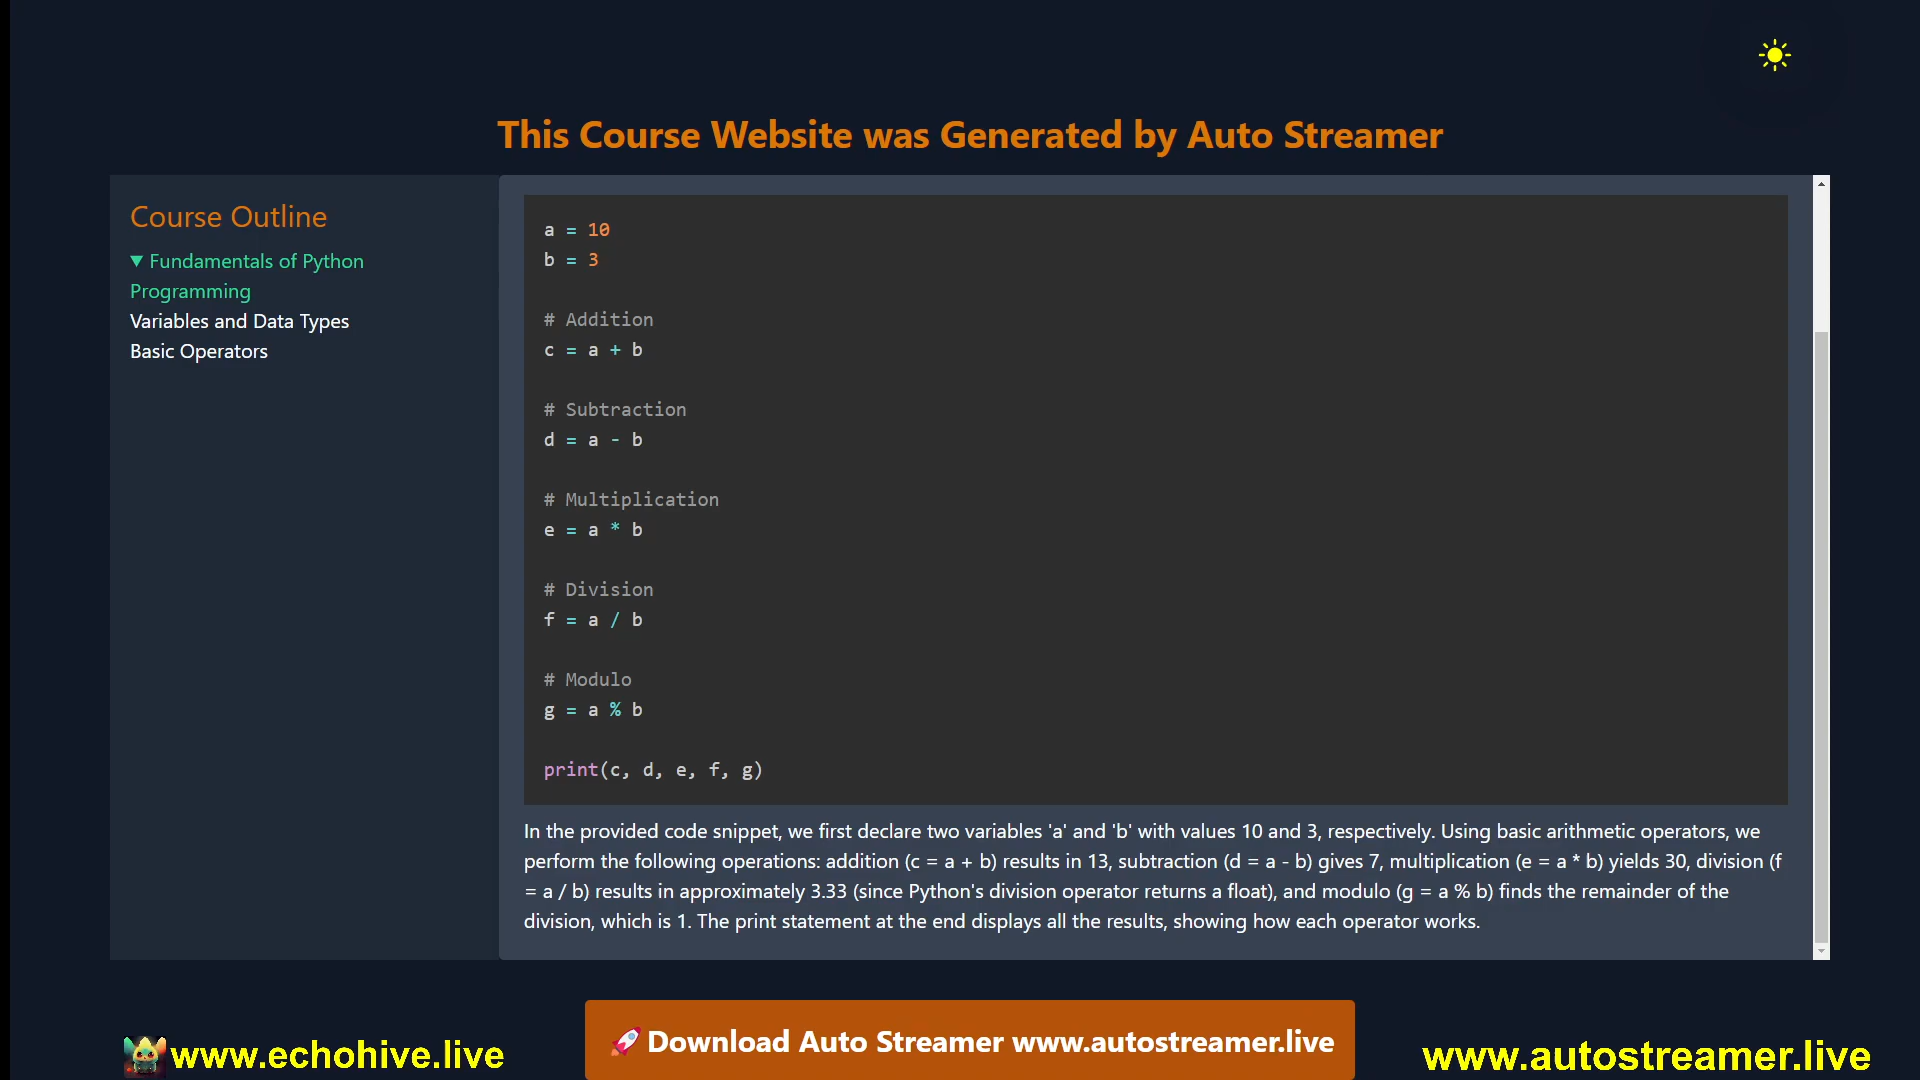 This Course Website was Generated by Auto Streamer
Course Outline
▼ Fundamentals of Python
Programming
Variables and Data Types
Basic Operators
a = 10
b = 3
# Addition
c = a + b
# Subtraction
d = a - b
# Multiplication
e = a * b
# Division
f = a / b
# Modulo
g = a % b
print(c, d, e, f, g)
In the provided code snippet, we first declare two variables 'a' and 'b' with values 10 and 3, respectively. Using basic arithmetic operators, we
perform the following operations: addition (c = a + b) results in 13, subtraction (d = a - b) gives 7, multiplication (e = a * b) yields 30, division (f
= a / b) results in approximately 3.33 (since Python's division operator returns a float), and modulo (g = a % b) finds the remainder of the
division, which is 1. The print statement at the end displays all the results, showing how each operator works.
🚀Download Auto Streamer www.autostreamer.live
www.echohive.live
www.autostreamer.live